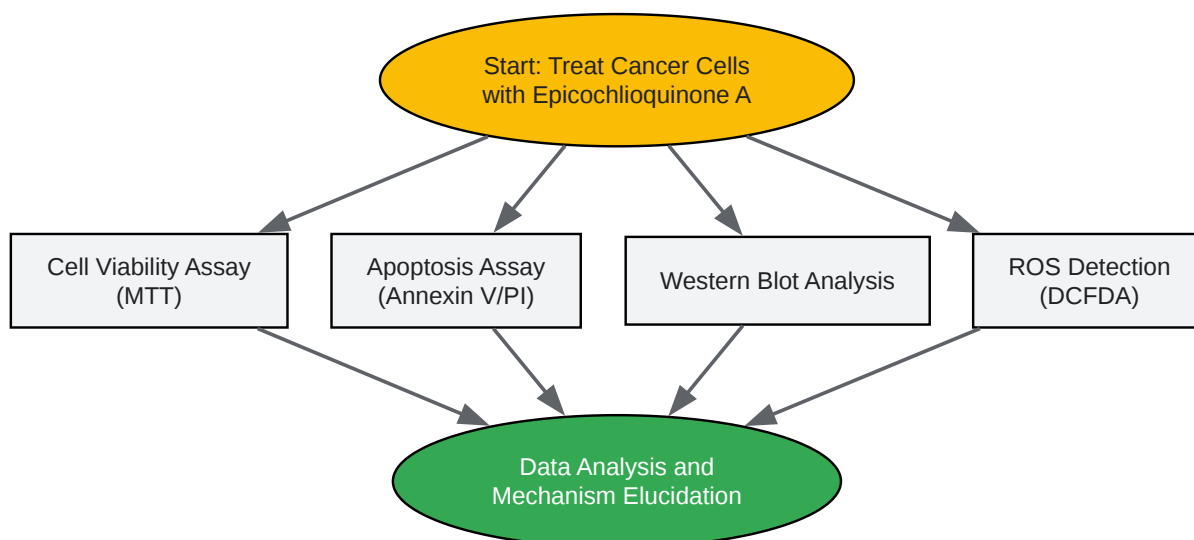 Start: Treat Cancer Cells
with Epicochlioquinone A
Cell Viability Assay
(MTT)
Apoptosis Assay
(Annexin V/PI)
Western Blot Analysis
ROS Detection
(DCFDA)
Data Analysis and
Mechanism Elucidation